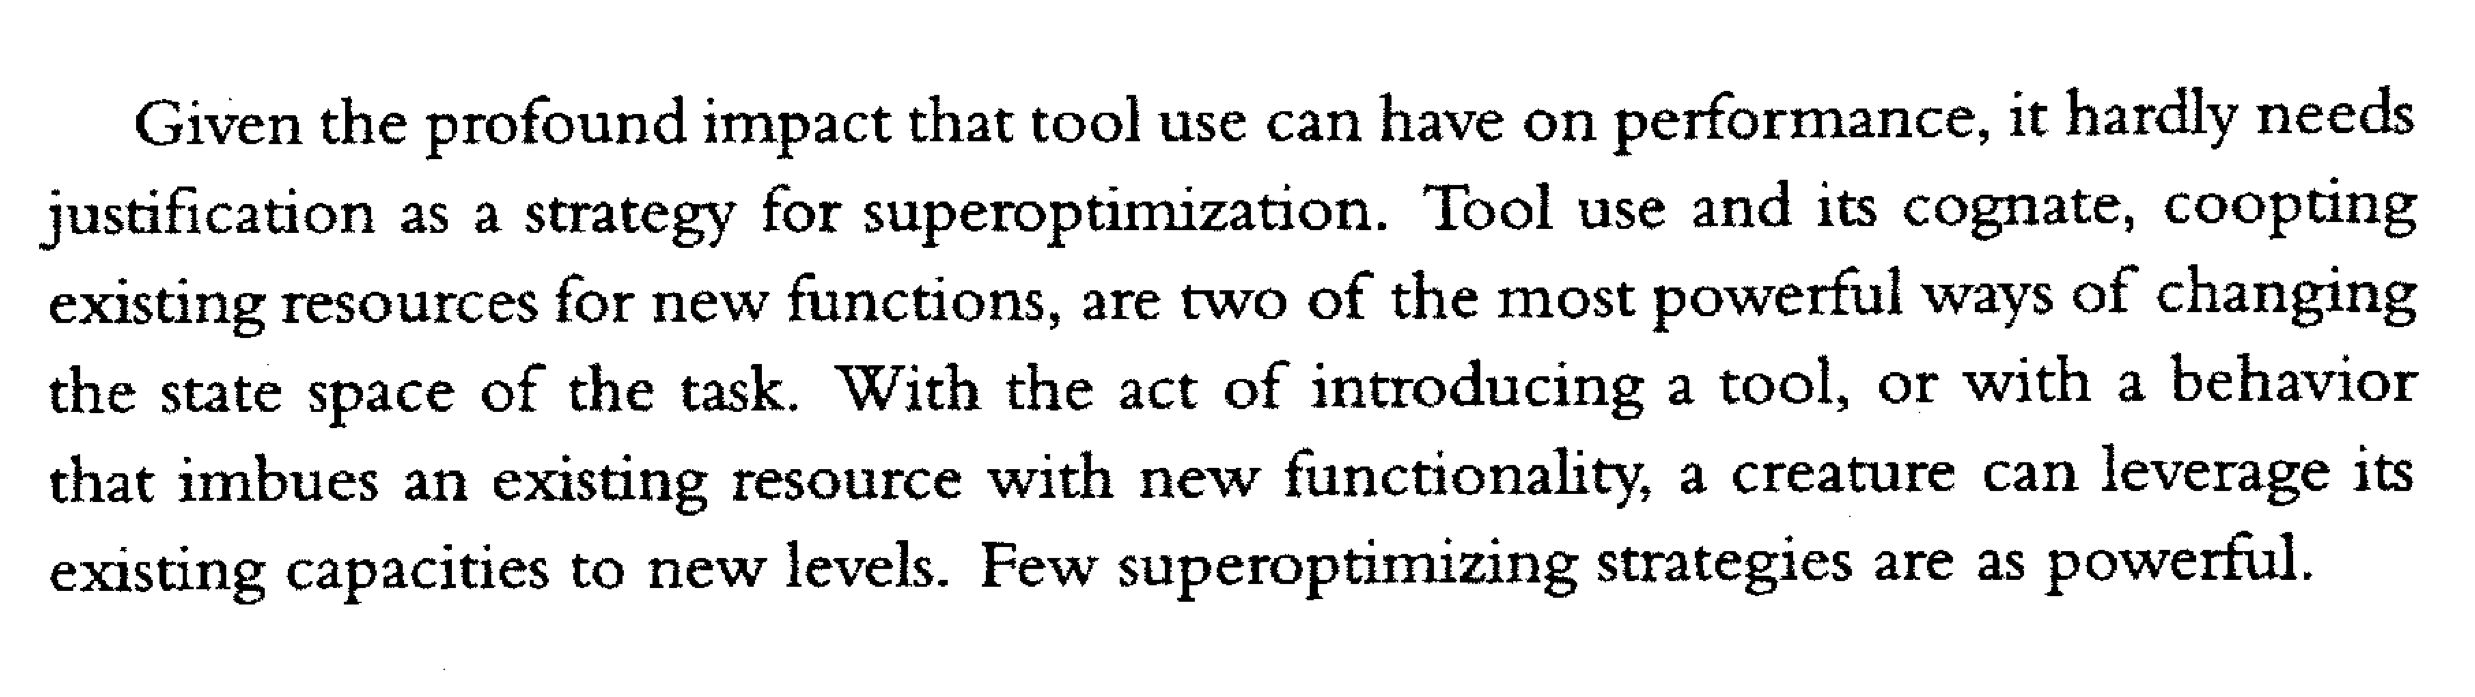 Given the profound impact that tool use can have on performance, it hardly needs
justification as a strategy for superoptimization. Tool use and its cognate, coopting
existing resources for new functions, are two of the most powerful ways of changing
the state space of the task. With the act of introducing a tool, or with a behavior
that imbues an existing resource with new functionality, a creature can leverage its
existing capacities to new levels. Few superoptimizing strategies are as powerful.